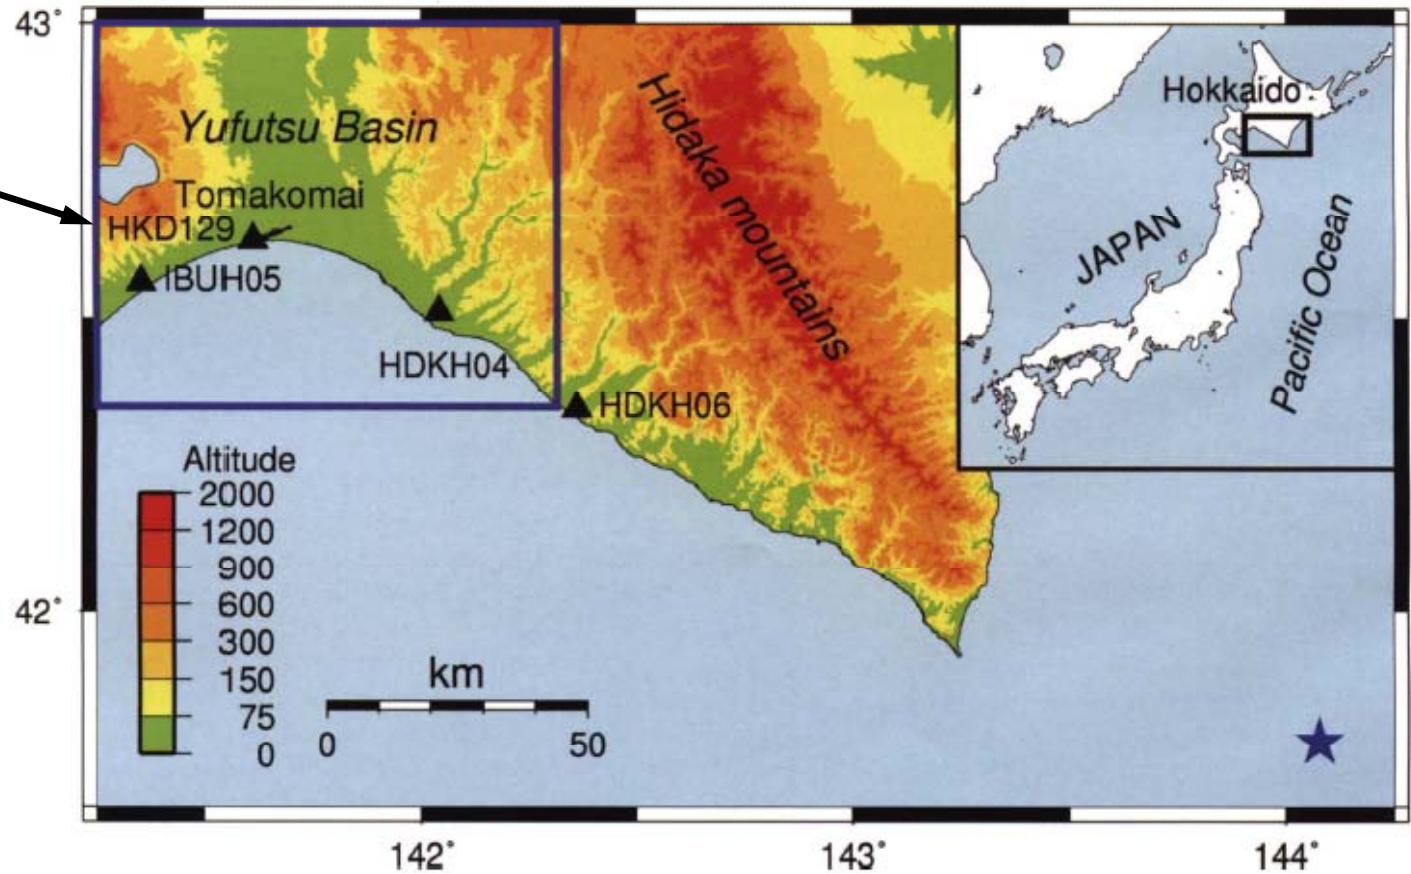 43°
Hokkaido
Yufutsu Basin
Hidaka mountains
Tomakomai
HKD129
IBUH05
JAPAN
Pacific Ocean
HDKH04
HDKH06
Altitude
2000
1200
900
600
300
150
75
0
42°
km
0 50
142° 143° 144°